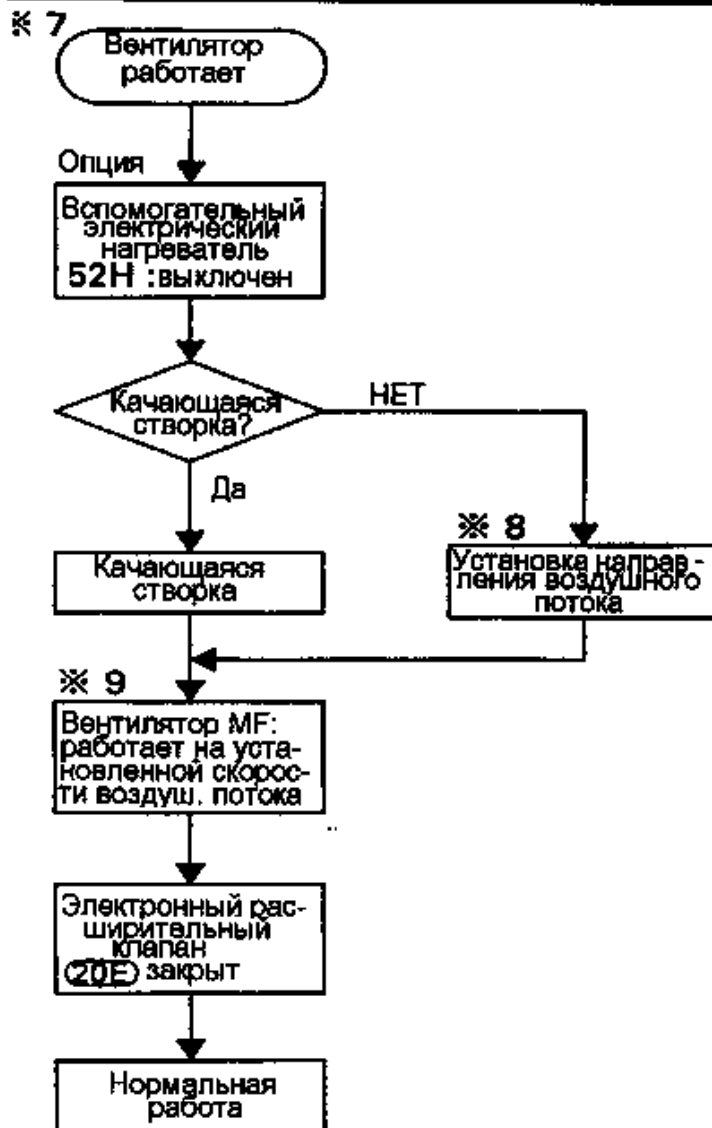 ※ 7
Вентилятор
работает
Опция
Вспомогательный
электрический
нагреватель
52H :выключен
Качающаяся
створка?
НЕТ
Да
Качающаяся
створка
※ 8
Установка направ -
ления воздушного
потока
※ 9
Вентилятор MF:
работает на уста-
новленной скорос-
ти воздуш. потока
Электронный рас-
ширительный
клапан
20E закрыт
Нормальная
работа